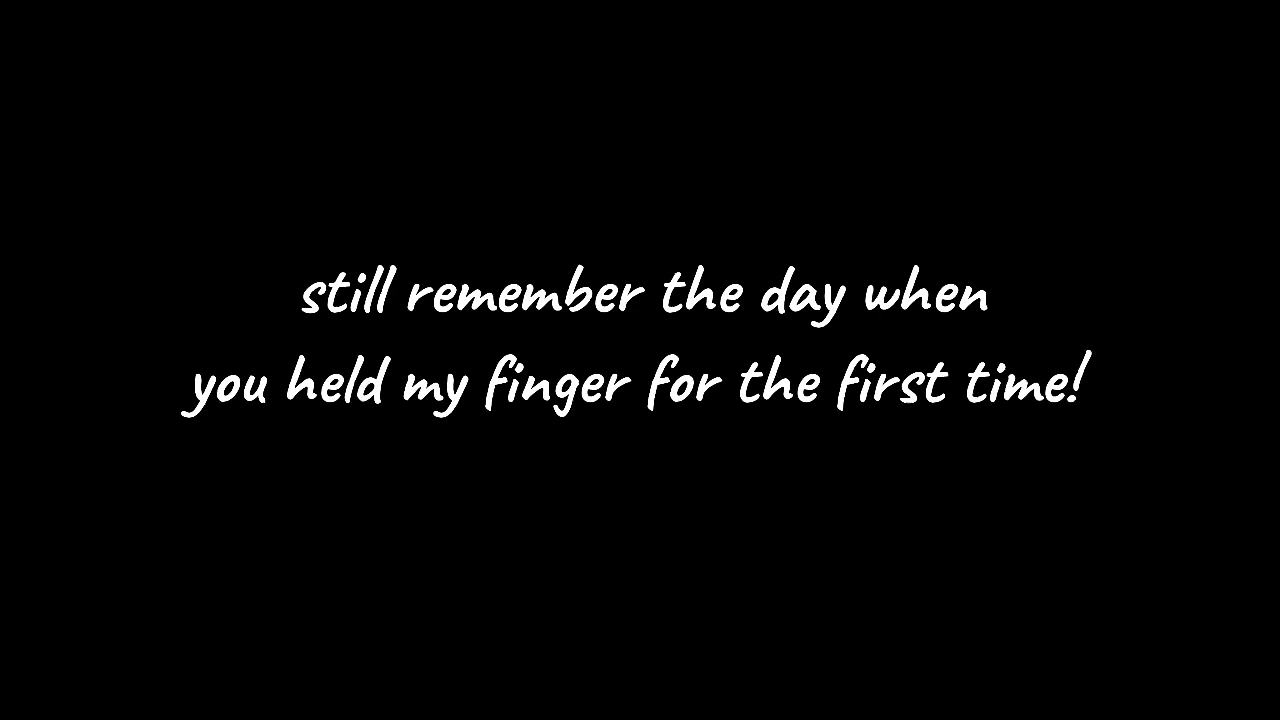 still remember the day when
you held my finger for the first time!